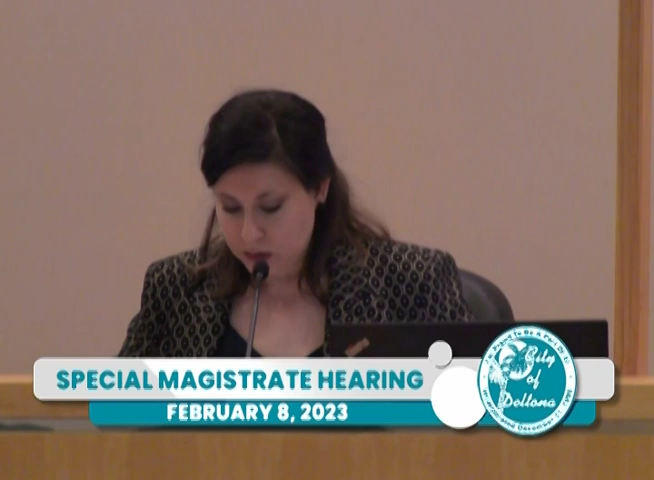 SPECIAL MAGISTRATE HEARING
FEBRUARY 8, 2023
City
of
Deltona